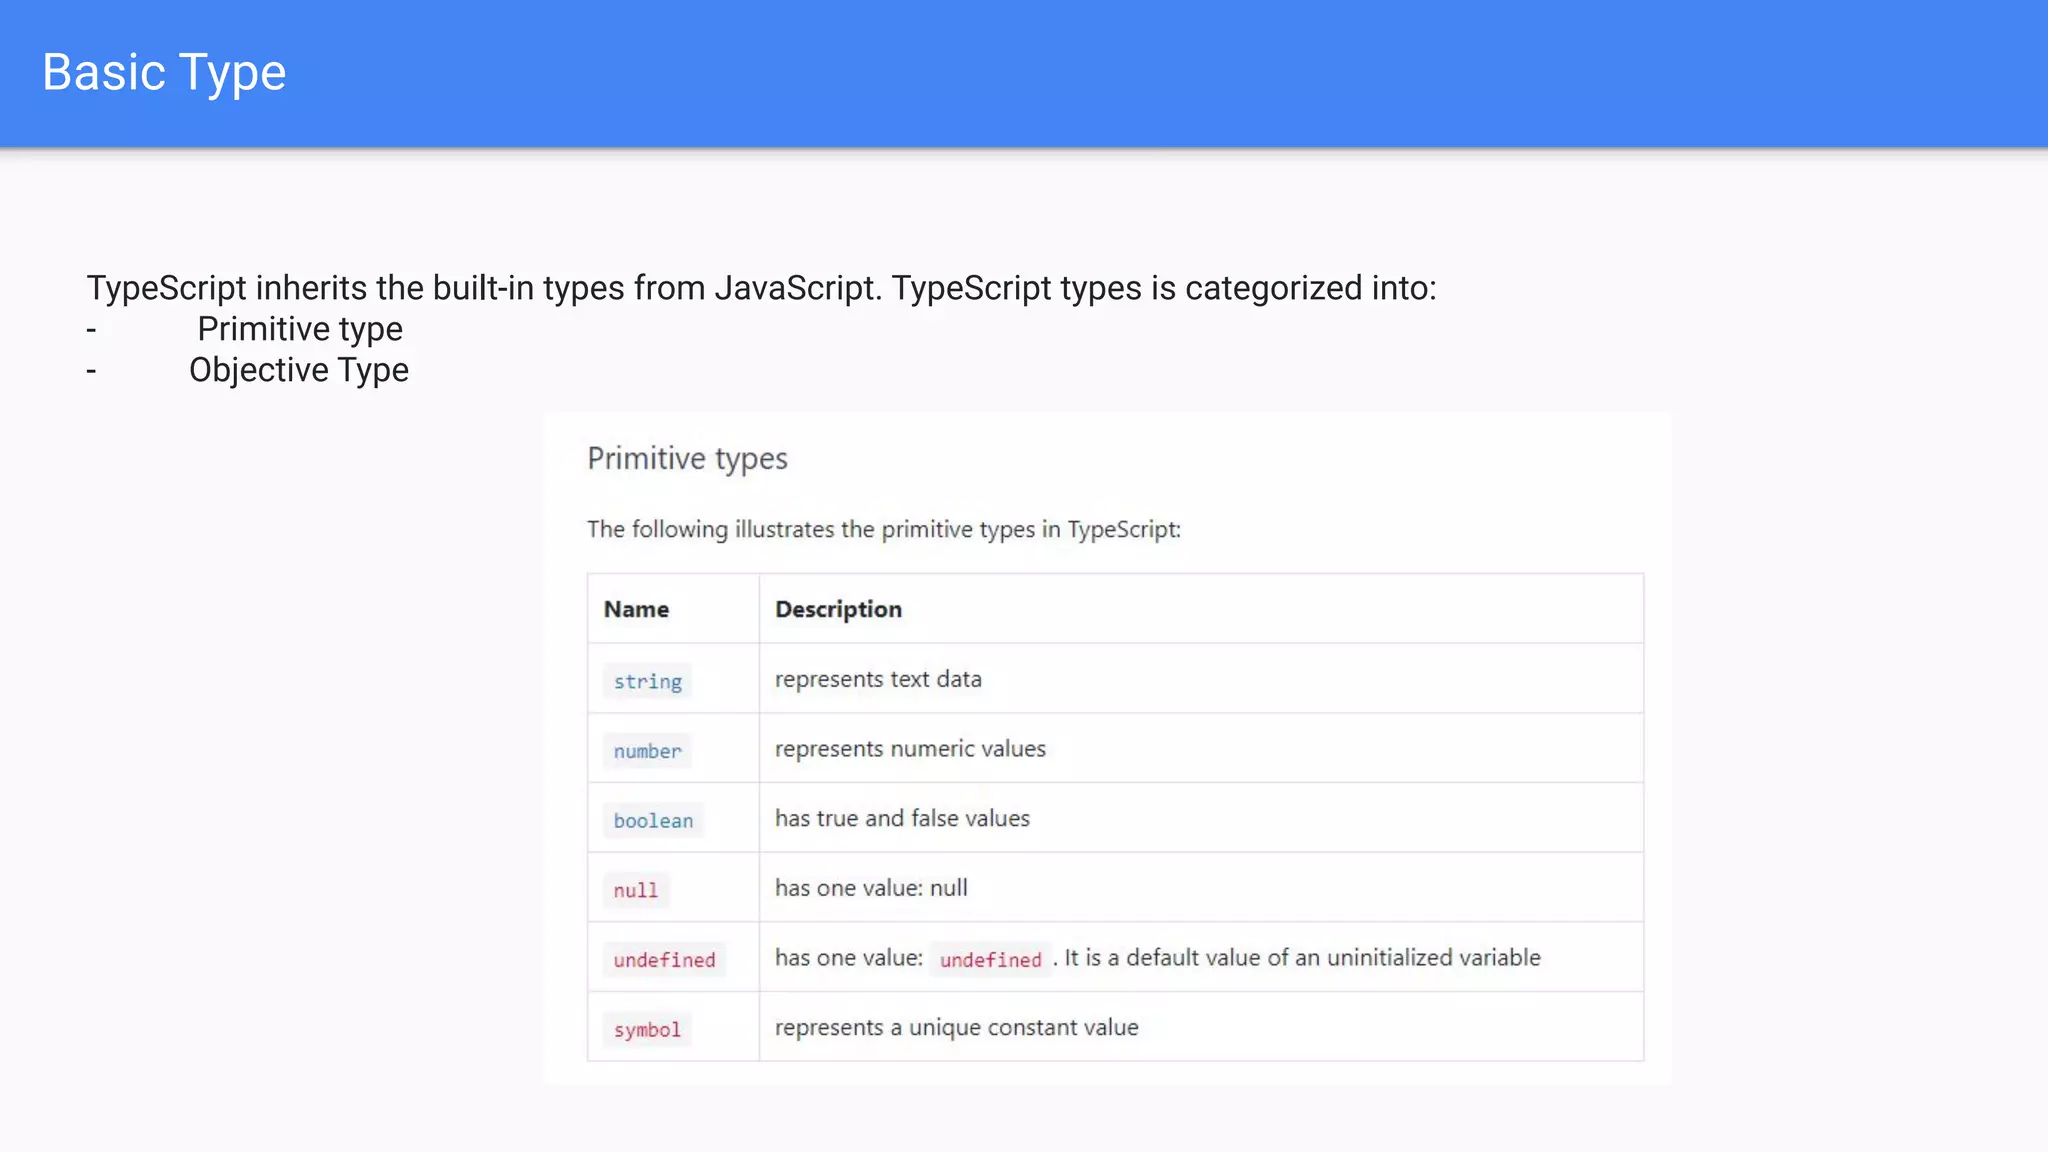 Basic Type
TypeScript inherits the built-in types from JavaScript. TypeScript types is categorized into:
- Primitive type
- Objective Type
Primitive types
The following illustrates the primitive types in TypeScript:
Name Description
string represents text data
number represents numeric values
boolean has true and false values
null has one value: null
undefined has one value: undefined . It is a default value of an uninitialized variable
symbol represents a unique constant value